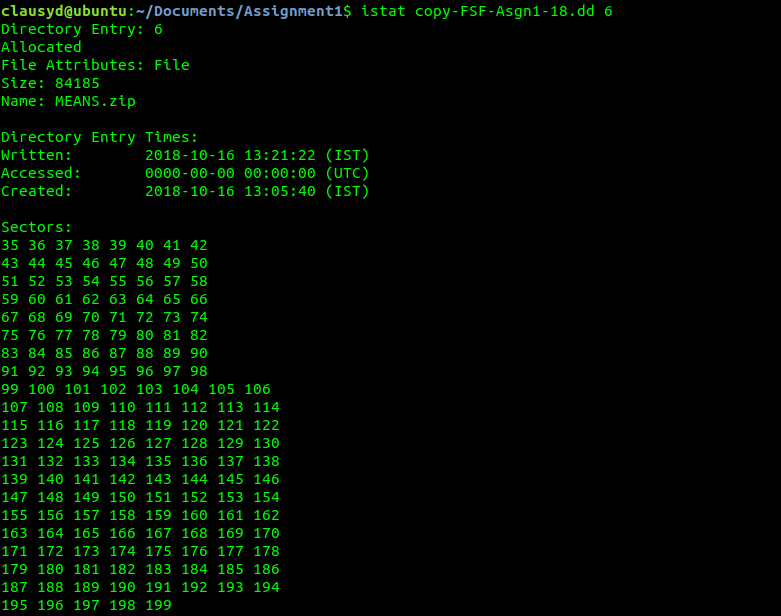 clausyd@ubuntu:~/Documents/Assignment1$ istat copy-FSF-Asgn1-18.dd 6
Directory Entry: 6
Allocated
File Attributes: File
Size: 84185
Name: MEANS.zip
Directory Entry Times:
Written:        2018-10-16 13:21:22 (IST)
Accessed:       0000-00-00 00:00:00 (UTC)
Created:        2018-10-16 13:05:40 (IST)
Sectors:
35 36 37 38 39 40 41 42
43 44 45 46 47 48 49 50
51 52 53 54 55 56 57 58
59 60 61 62 63 64 65 66
67 68 69 70 71 72 73 74
75 76 77 78 79 80 81 82
83 84 85 86 87 88 89 90
91 92 93 94 95 96 97 98
99 100 101 102 103 104 105 106
107 108 109 110 111 112 113 114
115 116 117 118 119 120 121 122
123 124 125 126 127 128 129 130
131 132 133 134 135 136 137 138
139 140 141 142 143 144 145 146
147 148 149 150 151 152 153 154
155 156 157 158 159 160 161 162
163 164 165 166 167 168 169 170
171 172 173 174 175 176 177 178
179 180 181 182 183 184 185 186
187 188 189 190 191 192 193 194
195 196 197 198 199